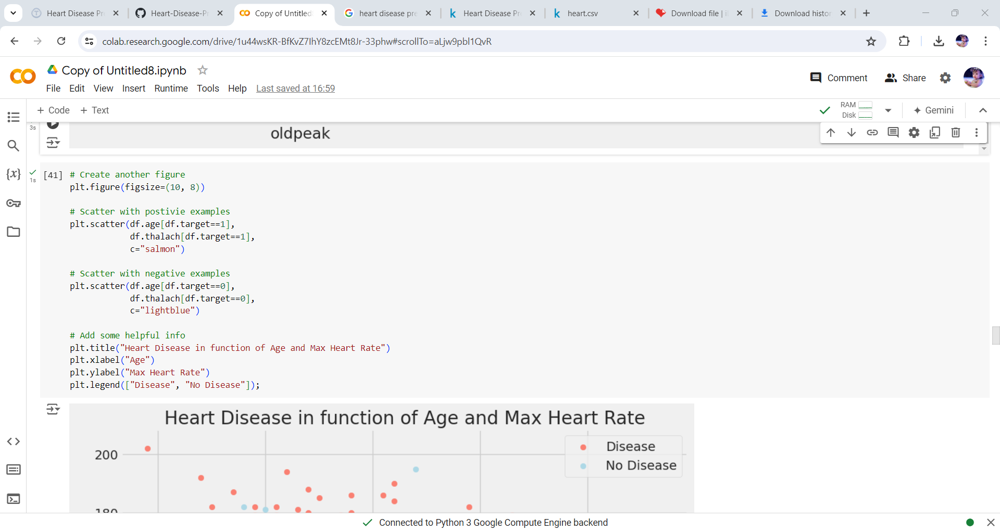 Heart Disease Pr
Heart-Disease-Pr
Copy of Untitled
heart disease pre
Heart Disease Pre
heart.csv
Download file | i
Download histor
colab.research.google.com/drive/1u44wsKR-BfKvZ7IhY8zcEMt8Jr-33phw#scrollTo=aLjw9pbl1QvR
Copy of Untitled8.ipynb
Comment
Share
File Edit View Insert Runtime Tools Help Last saved at 16:59
+ Code + Text
RAM
Disk
Gemini
3s
oldpeak
[41]
1s
# Create another figure
plt.figure(figsize=(10, 8))
# Scatter with postivie examples
plt.scatter(df.age[df.target==1],
df.thalach[df.target==1],
c="salmon")
# Scatter with negative examples
plt.scatter(df.age[df.target==0],
df.thalach[df.target==0],
c="lightblue")
# Add some helpful info
plt.title("Heart Disease in function of Age and Max Heart Rate")
plt.xlabel("Age")
plt.ylabel("Max Heart Rate")
plt.legend(["Disease", "No Disease"]);
Heart Disease in function of Age and Max Heart Rate
Disease
200
No Disease
180
Connected to Python 3 Google Compute Engine backend